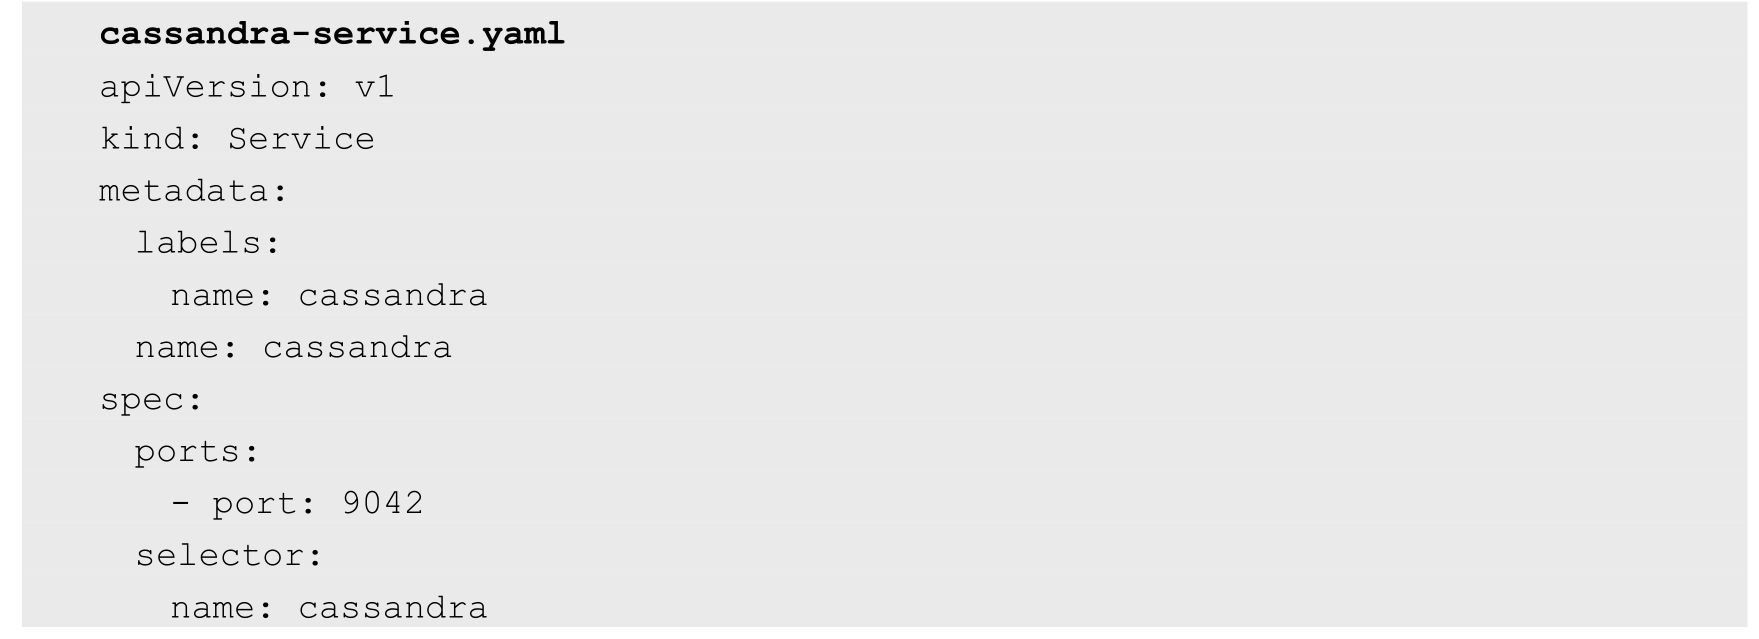 cassandra-service.yaml
apiVersion: v1
kind: Service
metadata:
  labels:
    name: cassandra
  name: cassandra
spec:
  ports:
    - port: 9042
  selector:
    name: cassandra